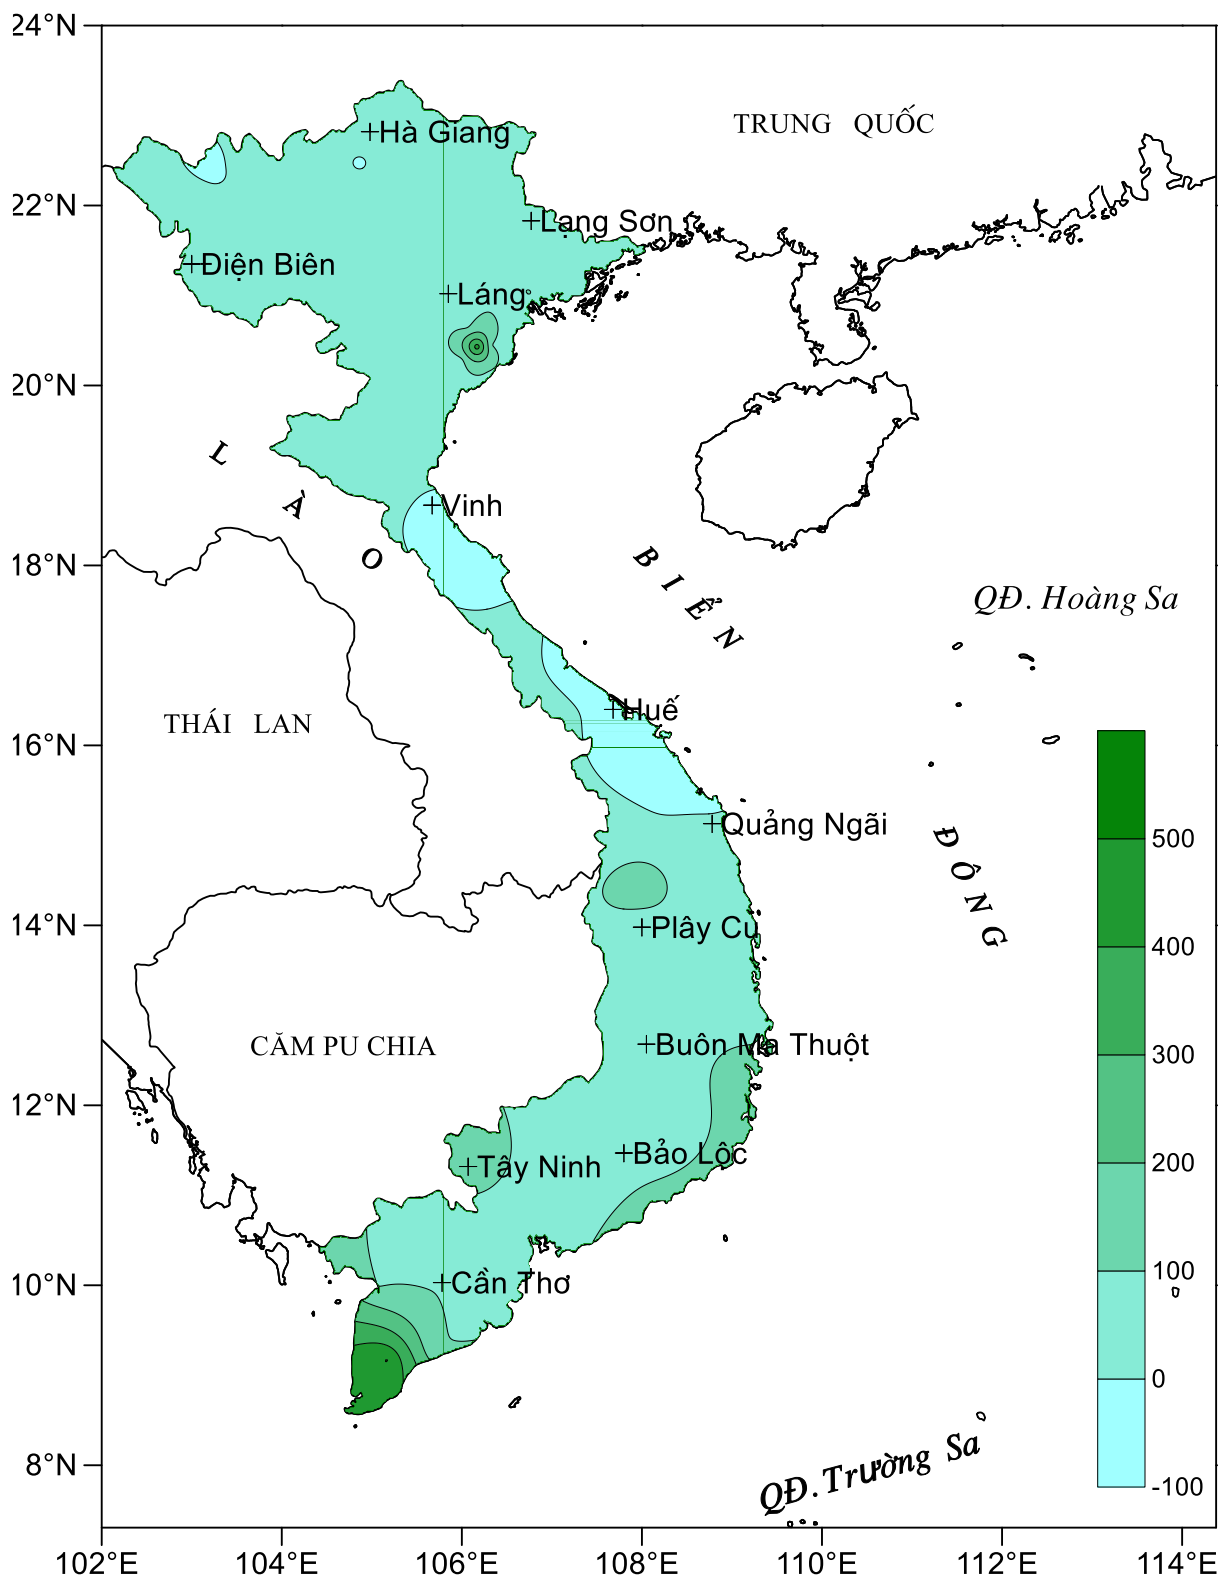 24°N
TRUNG QUỐC
Hà Giang
22°N
Lạng Sơn
Điện Biên
Láng
20°N
L
À
O
Vinh
18°N
BIỂN
QĐ. Hoàng Sa
THÁI LAN
Huế
16°N
Quảng Ngãi
500
ĐÔNG
14°N
Plây Cu
400
CĂM PU CHIA
Buôn Ma Thuột
300
12°N
Bảo Lộc
Tây Ninh
200
10°N
Cần Thơ
100
0
8°N
QĐ. Trường Sa
-100
102°E 104°E 106°E 108°E 110°E 112°E 114°E